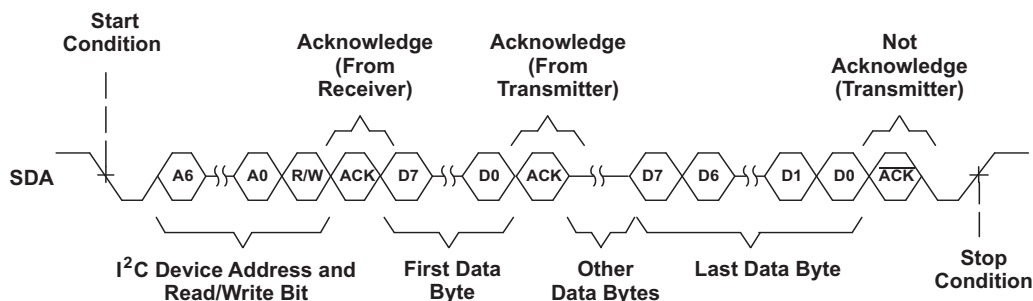 Start
Condition
Acknowledge
(From
Receiver)
Acknowledge
(From
Transmitter)
Not
Acknowledge
(Transmitter)
SDA
A6
A0
R/W
ACK
D7
D0
ACK
D7
D6
D1
D0
A̅C̅K̅
I²C Device Address and
Read/Write Bit
First Data
Byte
Other
Data Bytes
Last Data Byte
Stop
Condition